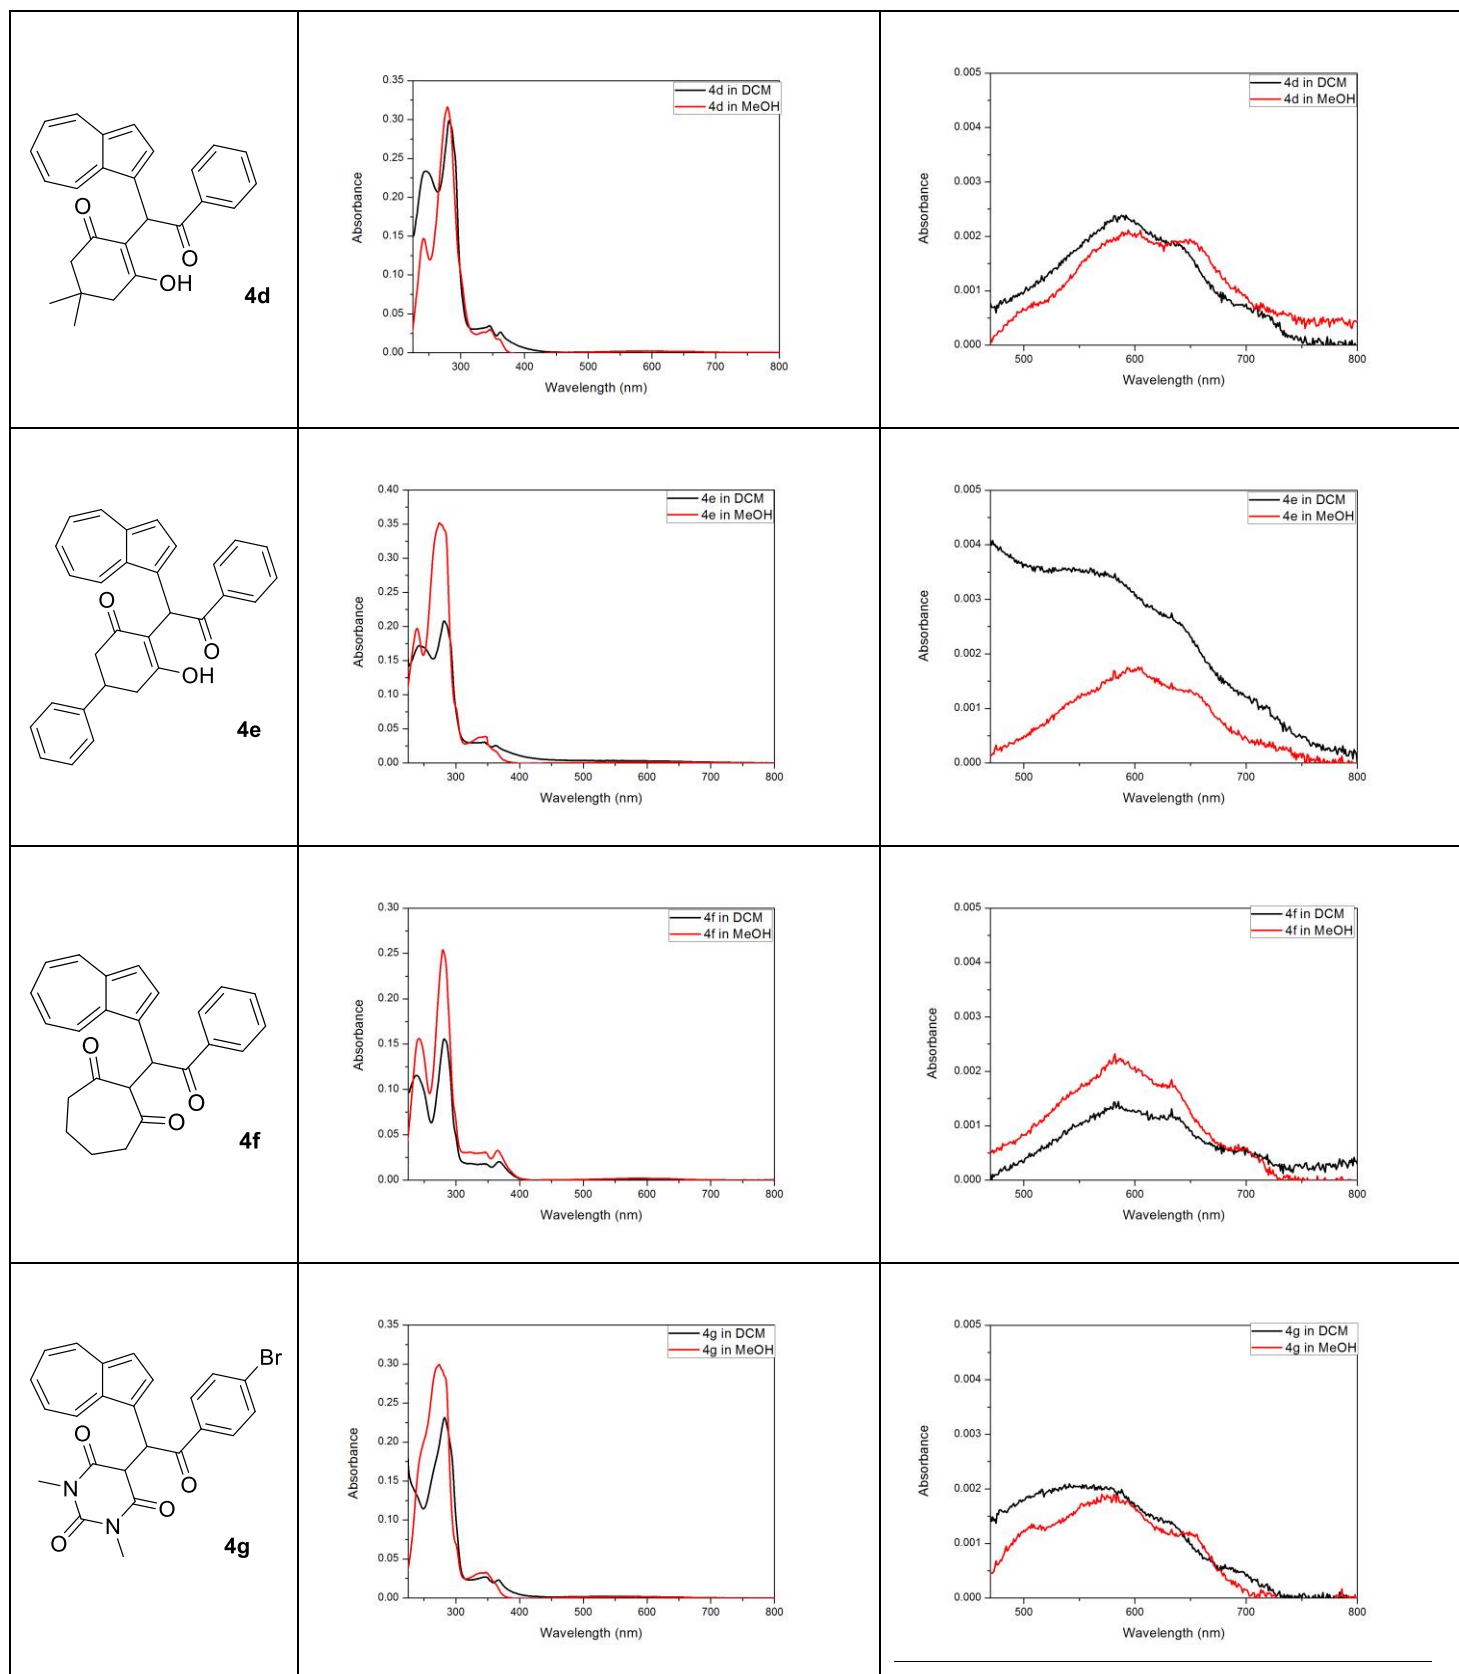 O
O
OH
4d
0.35
0.30
0.25
0.20
0.15
0.10
0.05
0.00
Absorbance
4d in DCM
4d in MeOH
300 400 500 600 700 800
Wavelength (nm)
0.005
0.004
0.003
0.002
0.001
0.000
Absorbance
4d in DCM
4d in MeOH
500 600 700 800
Wavelength (nm)
O
O
OH
4e
0.40
0.35
0.30
0.25
0.20
0.15
0.10
0.05
0.00
Absorbance
4e in DCM
4e in MeOH
300 400 500 600 700 800
Wavelength (nm)
0.005
0.004
0.003
0.002
0.001
0.000
Absorbance
4e in DCM
4e in MeOH
500 600 700 800
Wavelength (nm)
O
O
O
4f
0.30
0.25
0.20
0.15
0.10
0.05
0.00
Absorbance
4f in DCM
4f in MeOH
300 400 500 600 700 800
Wavelength (nm)
0.005
0.004
0.003
0.002
0.001
0.000
Absorbance
4f in DCM
4f in MeOH
500 600 700 800
Wavelength (nm)
Br
O
O
N
O
N
O
4g
0.35
0.30
0.25
0.20
0.15
0.10
0.05
0.00
Absorbance
4g in DCM
4g in MeOH
300 400 500 600 700 800
Wavelength (nm)
0.005
0.004
0.003
0.002
0.001
0.000
Absorbance
4g in DCM
4g in MeOH
500 600 700 800
Wavelength (nm)